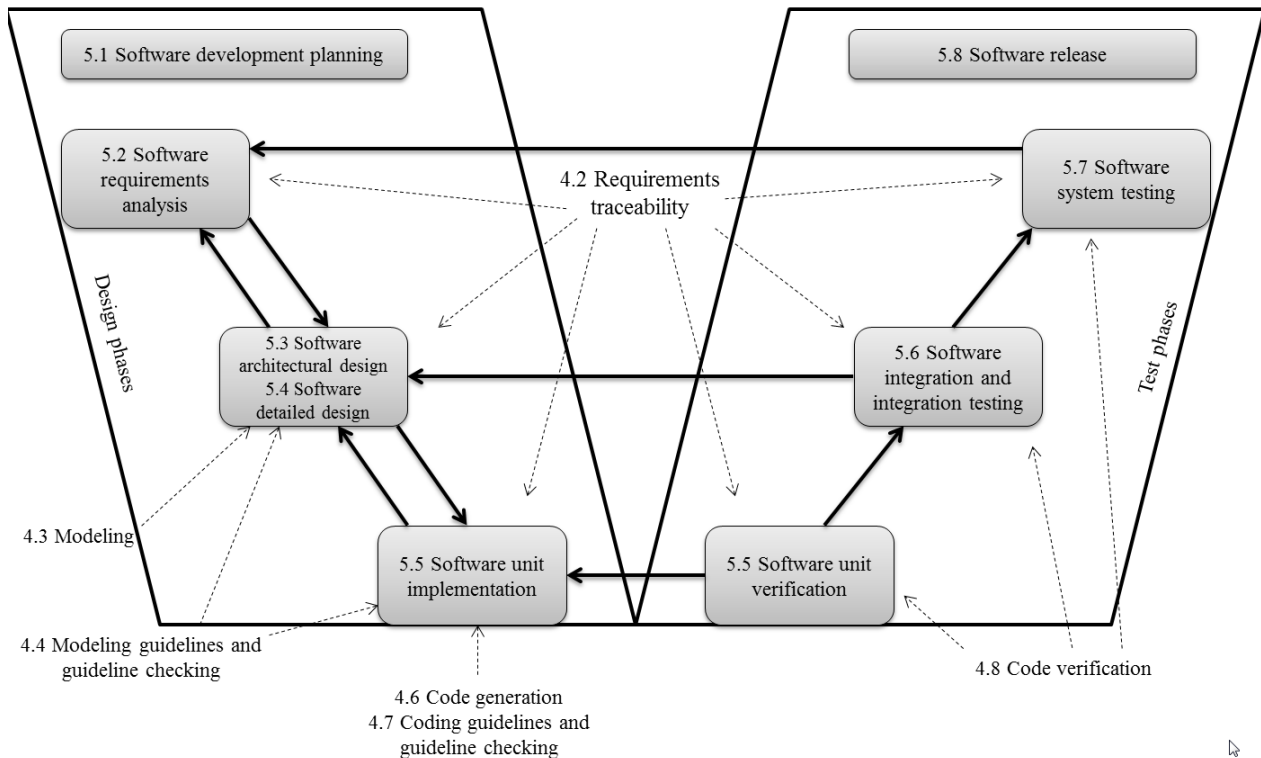 5.1 Software development planning
5.8 Software release
5.2 Software
requirements
analysis
4.2 Requirements
traceability
5.7 Software
system testing
Design phases
Test phases
5.3 Software
architectural design
5.4 Software
detailed design
5.6 Software
integration and
integration testing
4.3 Modeling
5.5 Software unit
implementation
5.5 Software unit
verification
4.4 Modeling guidelines and
guideline checking
4.8 Code verification
4.6 Code generation
4.7 Coding guidelines and
guideline checking